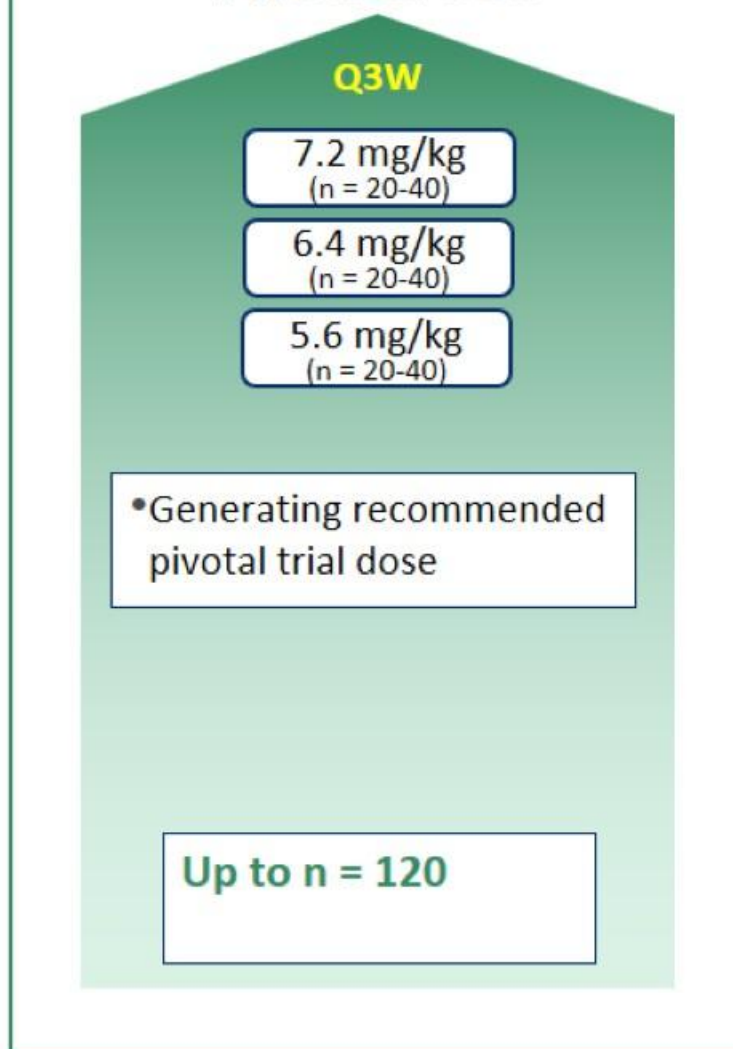 Q3W
7.2 mg/kg
(n = 20-40)
6.4 mg/kg
(n = 20-40)
5.6 mg/kg
(n = 20-40)
•Generating recommended
pivotal trial dose
Up to n = 120